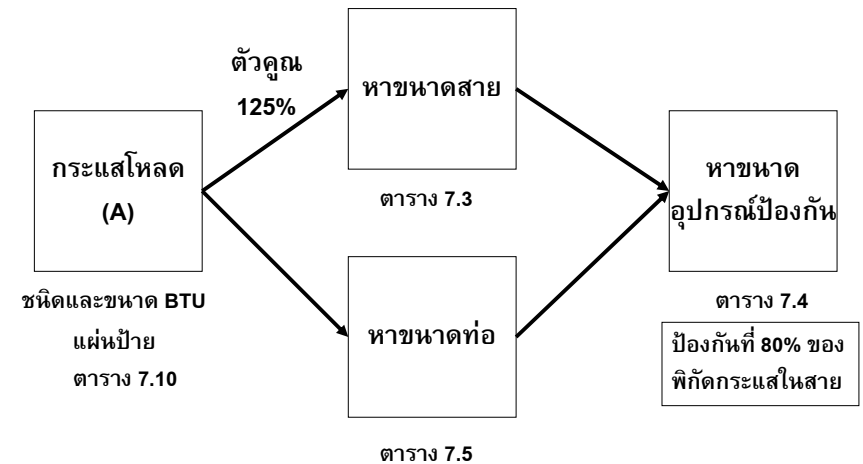 ตัวคูณ
125%
หาขนาดสาย
ตาราง 7.3
กระแสโหลด
(A)
ชนิดและขนาด BTU
แผ่นป้าย
ตาราง 7.10
หาขนาดท่อ
ตาราง 7.5
หาขนาด
อุปกรณ์ป้องกัน
ตาราง 7.4
ป้องกันที่ 80% ของ
พิกัดกระแสในสาย